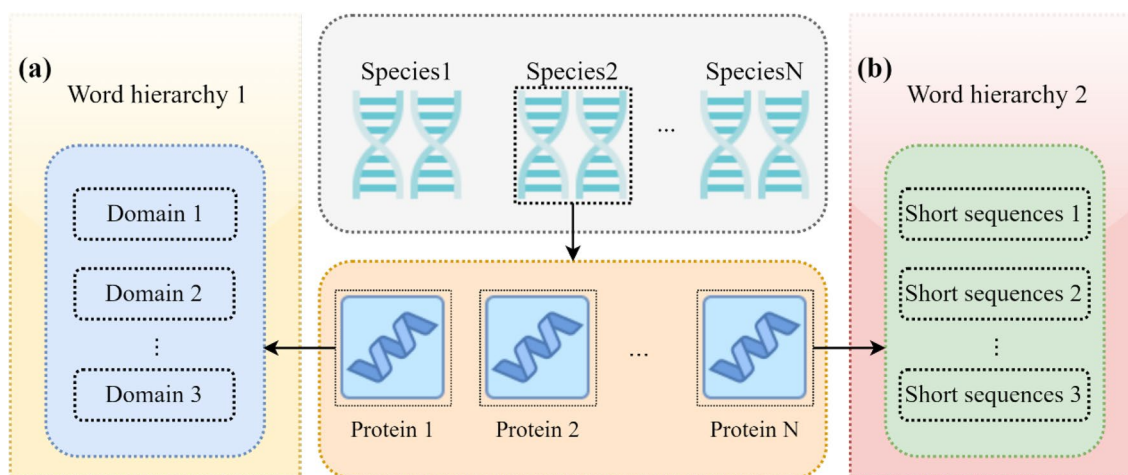 (a)
Word hierarchy 1
Domain 1
Domain 2
⋮
Domain 3
Species1 Species2 SpeciesN
...
...
Protein 1 Protein 2 Protein N
(b)
Word hierarchy 2
Short sequences 1
Short sequences 2
⋮
Short sequences 3